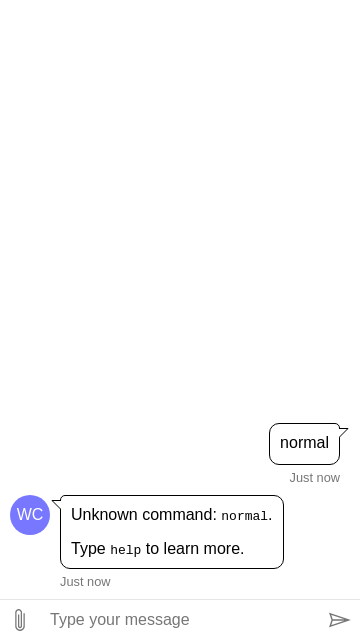 normal
Just now
WC
Unknown command: normal.
Type help to learn more.
Just now
Type your message